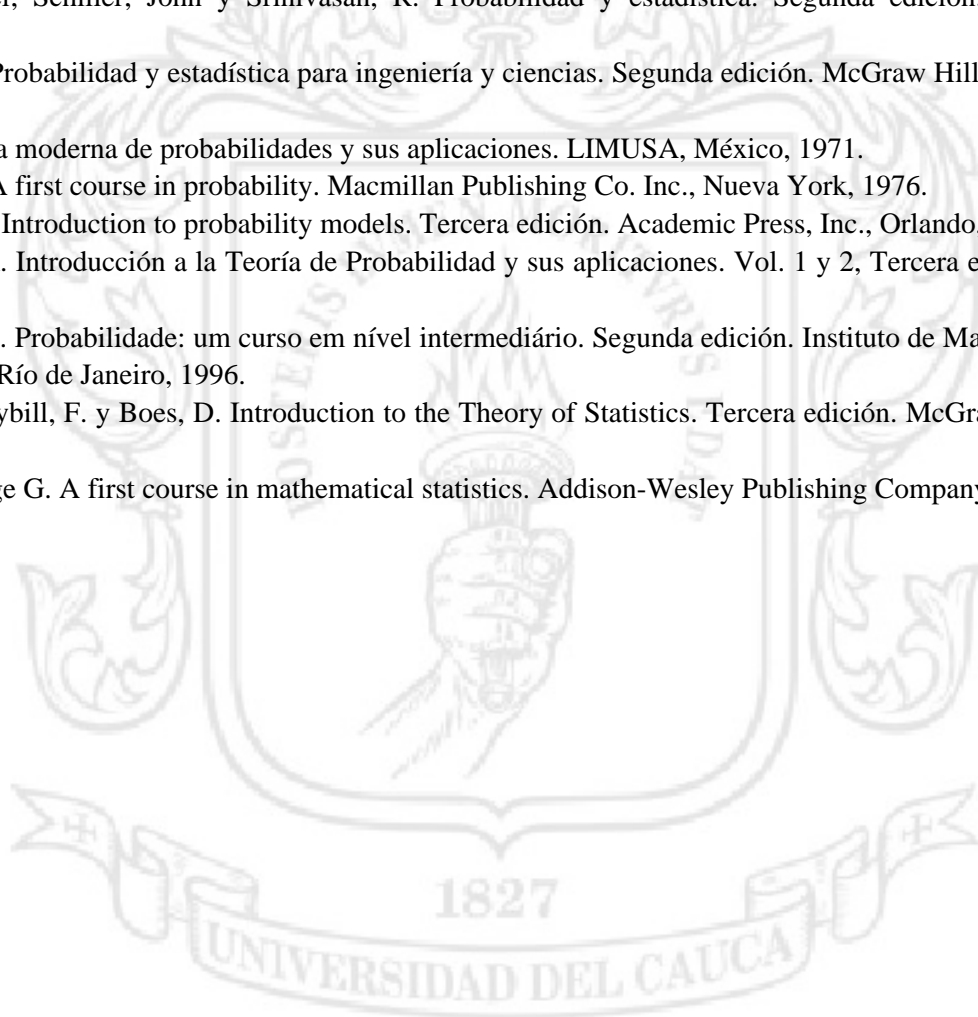 Schiller, John y Srinivasan, R. Probabilidad y estadística. Segunda edición.
Probabilidad y estadística para ingeniería y ciencias. Segunda edición. McGraw Hill
moderna de probabilidades y sus aplicaciones. LIMUSA, México, 1971.
A first course in probability. Macmillan Publishing Co. Inc., Nueva York, 1976.
Introduction to probability models. Tercera edición. Academic Press, Inc., Orlando.
. Introducción a la Teoría de Probabilidad y sus aplicaciones. Vol. 1 y 2, Tercera e
. Probabilidade: um curso em nível intermediário. Segunda edición. Instituto de Ma
Río de Janeiro, 1996.
ybill, F. y Boes, D. Introduction to the Theory of Statistics. Tercera edición. McGra
ge G. A first course in mathematical statistics. Addison-Wesley Publishing Company
POSTERIS LVMEN MORITVRVS EDAT
1827
UNIVERSIDAD DEL CAUCA